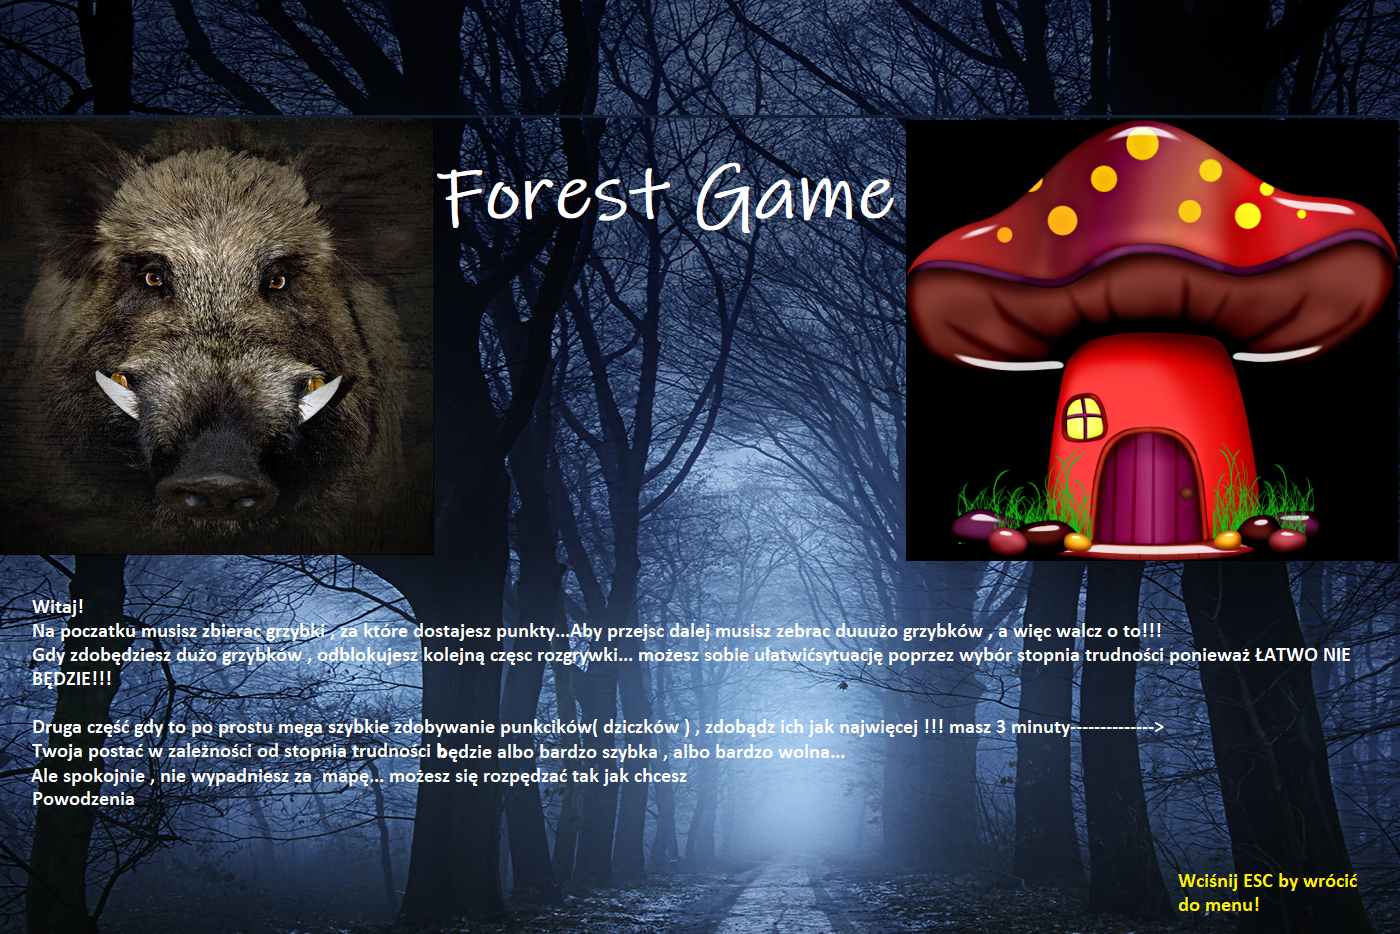 Forest Game
Witaj!
Na poczatku musisz zbierac grzybki , za które dostajesz punkty...Aby przejsc dalej musisz zebrac duuużo grzybków , a więc walcz o to!!!
Gdy zdobędziesz dużo grzybków , odblokujesz kolejną częsc rozgrywki... możesz sobie ułatwićsytuację poprzez wybór stopnia trudności ponieważ ŁATWO NIE
BĘDZIE!!!
Druga część gdy to po prostu mega szybkie zdobywanie punkcików( dziczków ) , zdobądz ich jak najwięcej !!! masz 3 minuty-------------->
Twoja postać w zależności od stopnia trudności będzie albo bardzo szybka , albo bardzo wolna...
Ale spokojnie , nie wypadniesz za  mapę... możesz się rozpędzać tak jak chcesz
Powodzenia
Wciśnij ESC by wrócić
do menu!